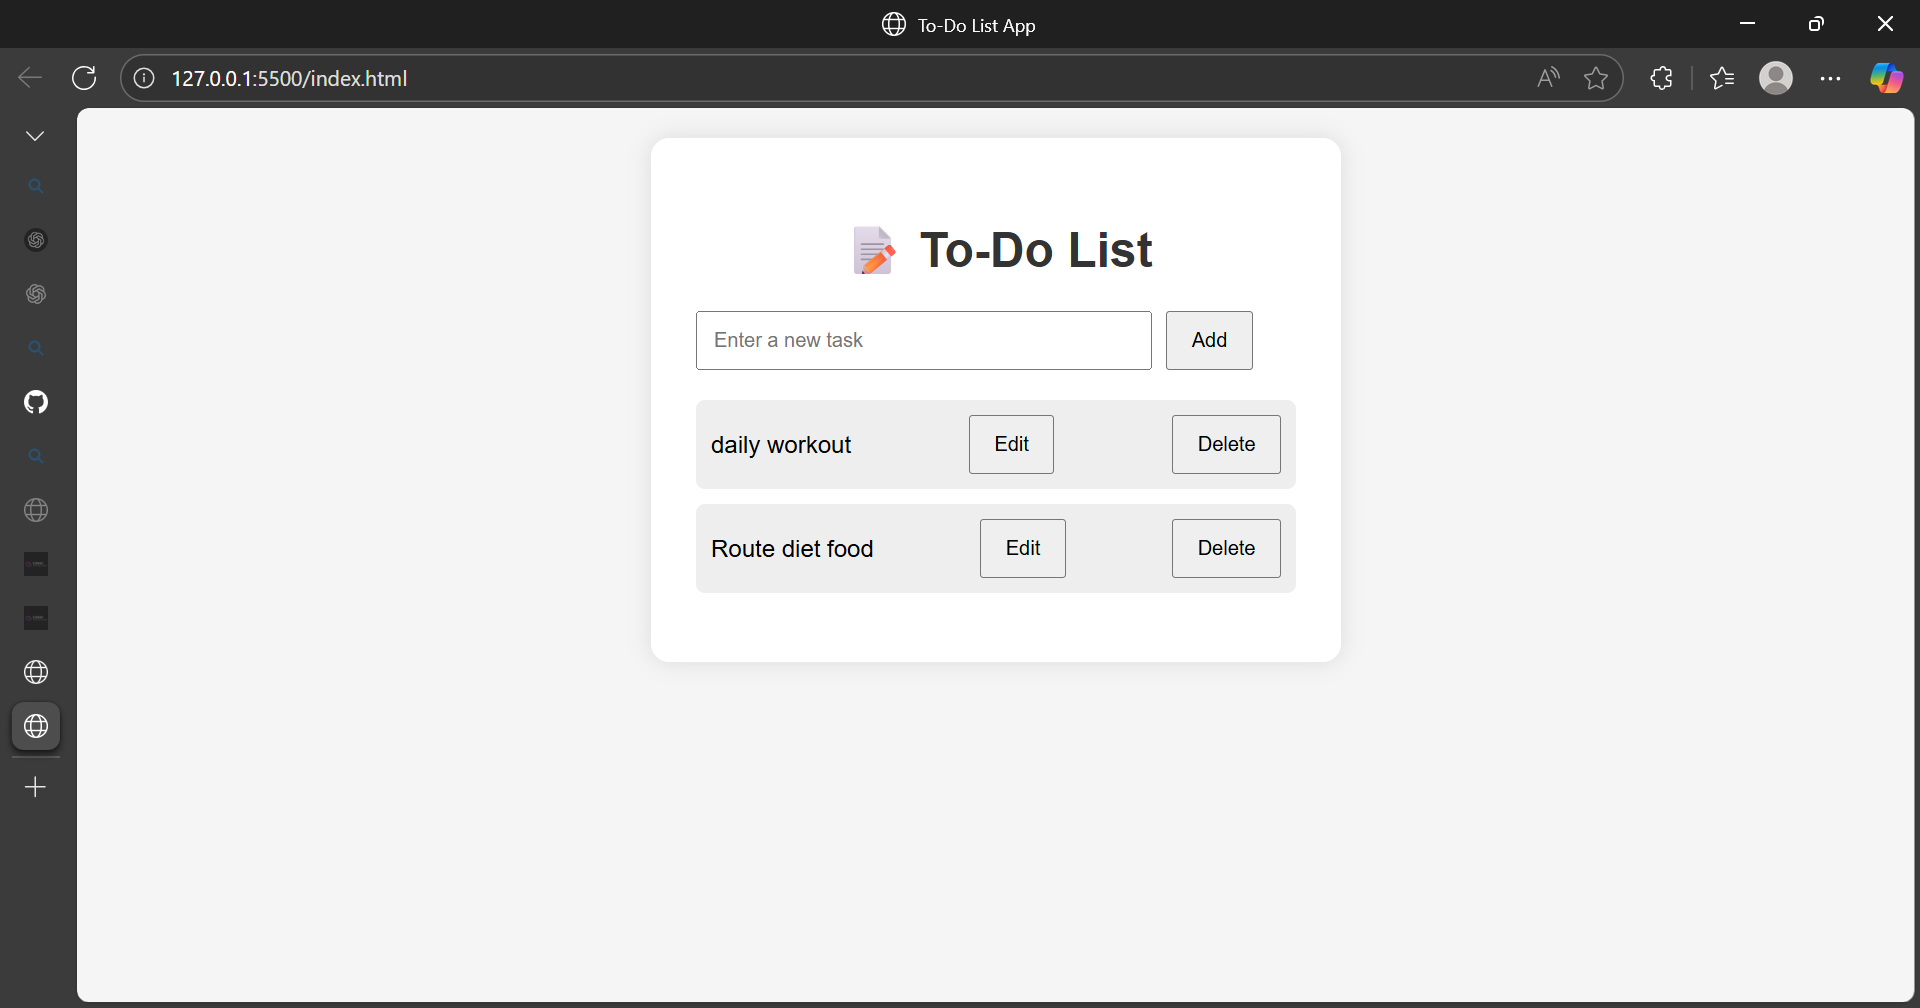 To-Do List App
127.0.0.1:5500/index.html
To-Do List
Enter a new task Add
daily workout Edit Delete
Route diet food Edit Delete